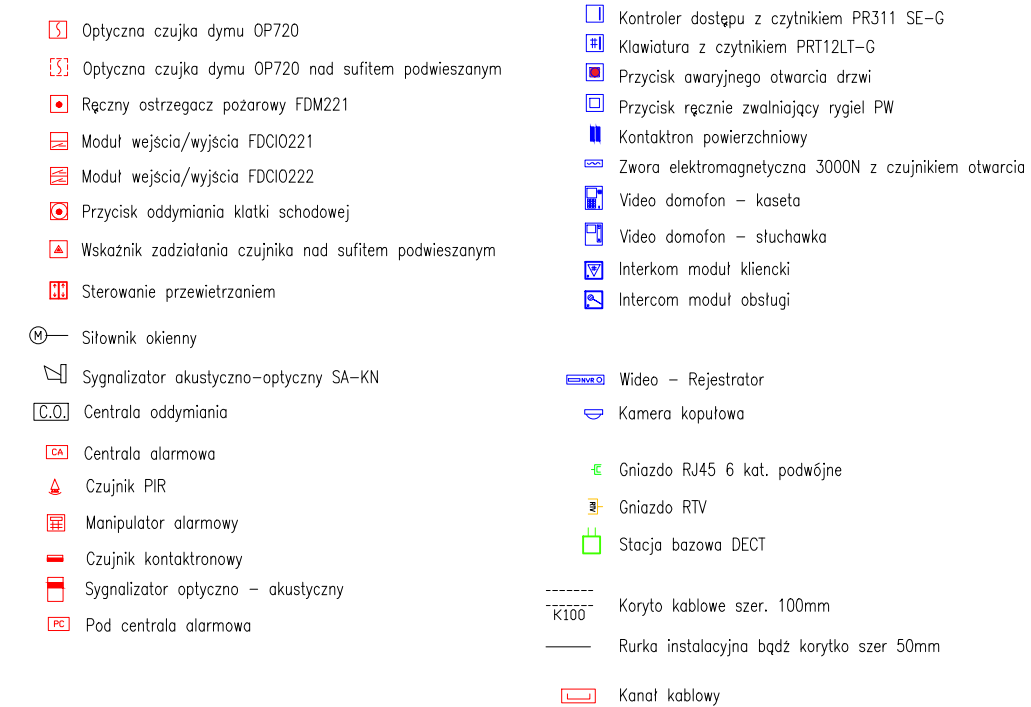 Optyczna czujka dymu OP720
Optyczna czujka dymu OP720 nad sufitem podwieszanym
Ręczny ostrzegacz pożarowy FDM221
Moduł wejścia/wyjścia FDCIO221
Moduł wejścia/wyjścia FDCIO222
Przycisk oddymiania klatki schodowej
Wskaźnik zadziałania czujnika nad sufitem podwieszanym
Sterowanie przewietrzaniem
M Siłownik okienny
Sygnalizator akustyczno-optyczny SA-KN
C.O. Centrala oddymiania
CA Centrala alarmowa
Czujnik PIR
Manipulator alarmowy
Czujnik kontaktronowy
Sygnalizator optyczno - akustyczny
PC Pod centrala alarmowa
Kontroler dostępu z czytnikiem PR311 SE-G
# Klawiatura z czytnikiem PRT12LT-G
Przycisk awaryjnego otwarcia drzwi
Przycisk ręcznie zwalniający rygiel PW
Kontaktron powierzchniowy
Zwora elektromagnetyczna 3000N z czujnikiem otwarcia
Video domofon - kaseta
Video domofon - słuchawka
Interkom moduł kliencki
Intercom moduł obsługi
NVR Wideo - Rejestrator
Kamera kopułowa
Gniazdo RJ45 6 kat. podwójne
RTV Gniazdo RTV
Stacja bazowa DECT
K100 Koryto kablowe szer. 100mm
Rurka instalacyjna bądź korytko szer 50mm
Kanał kablowy